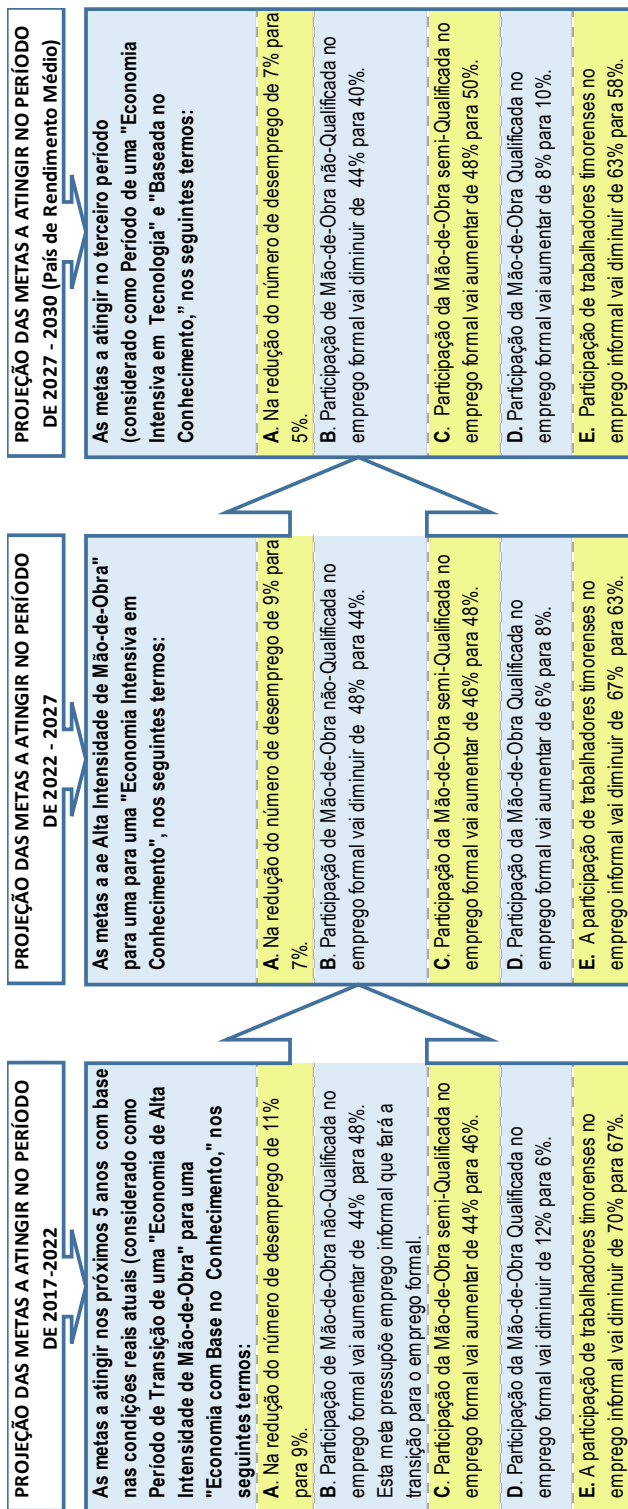 PROJEÇÃO DAS METAS A ATINGIR NO PERÍODO
DE 2017-2022
As metas a atingir nos próximos 5 anos com base
nas condições reais atuais (considerado como
Período de Transição de uma "Economia de Alta
Intensidade de Mão-de-Obra" para uma
"Economia com Base no Conhecimento," nos
seguintes termos:
A. Na redução do número de desemprego de 11%
para 9%.
B. Participação de Mão-de-Obra não-Qualificada no
emprego formal vai aumentar de 44% para 48%.
Esta meta pressupõe emprego informal que fará a
transição para o emprego formal.
C. Participação da Mão-de-Obra semi-Qualificada no
emprego formal vai aumentar de 44% para 46%.
D. Participação da Mão-de-Obra Qualificada no
emprego formal vai diminuir de 12% para 6%.
E. A participação de trabalhadores timorenses no
emprego informal vai diminuir de 70% para 67%.
PROJEÇÃO DAS METAS A ATINGIR NO PERÍODO
DE 2022 - 2027
As metas a ae Alta Intensidade de Mão-de-Obra"
para uma para uma "Economia Intensiva em
Conhecimento", nos seguintes termos:
A. Na redução do número de desemprego de 9% para
7%.
B. Participação de Mão-de-Obra não-Qualificada no
emprego formal vai diminuir de 48% para 44%.
C. Participação da Mão-de-Obra semi-Qualificada no
emprego formal vai aumentar de 46% para 48%.
D. Participação da Mão-de-Obra Qualificada no
emprego formal vai aumentar de 6% para 8%.
E. A participação de trabalhadores timorenses no
emprego informal vai diminuir de 67% para 63%.
PROJEÇÃO DAS METAS A ATINGIR NO PERÍODO
DE 2027 - 2030 (País de Rendimento Médio)
As metas a atingir no terceiro período
(considerado como Período de uma "Economia
Intensiva em Tecnologia" e "Baseada no
Conhecimento," nos seguintes termos:
A. Na redução do número de desemprego de 7% para
5%.
B. Participação de Mão-de-Obra não-Qualificada no
emprego formal vai diminuir de 44% para 40%.
C. Participação da Mão-de-Obra semi-Qualificada no
emprego formal vai aumentar de 48% para 50%.
D. Participação da Mão-de-Obra Qualificada no
emprego formal vai aumentar de 8% para 10%.
E. Participação de trabalhadores timorenses no
emprego informal vai diminuir de 63% para 58%.